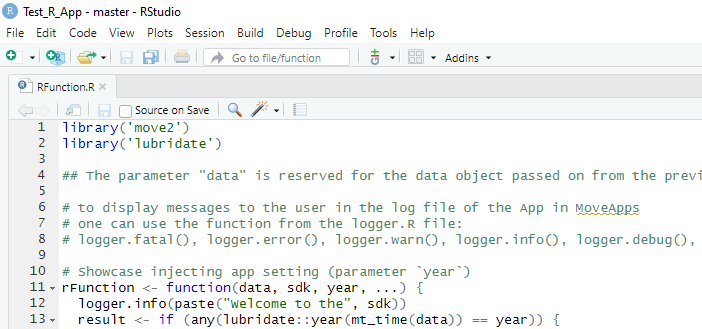 Test_R_App - master - RStudio
File Edit Code View Plots Session Build Debug Profile Tools Help
Go to file/function Addins
RFunction.R
Source on Save
1 library('move2')
2 library('lubridate')
3
4 ## The parameter "data" is reserved for the data object passed on from the previ
5
6 # to display messages to the user in the log file of the App in MoveApps
7 # one can use the function from the logger.R file:
8 # logger.fatal(), logger.error(), logger.warn(), logger.info(), logger.debug(),
9
10 # Showcase injecting app setting (parameter `year`)
11 rFunction <- function(data, sdk, year, ...) {
12 logger.info(paste("welcome to the", sdk))
13 result <- if (any(lubridate::year(mt_time(data)) == year)) {